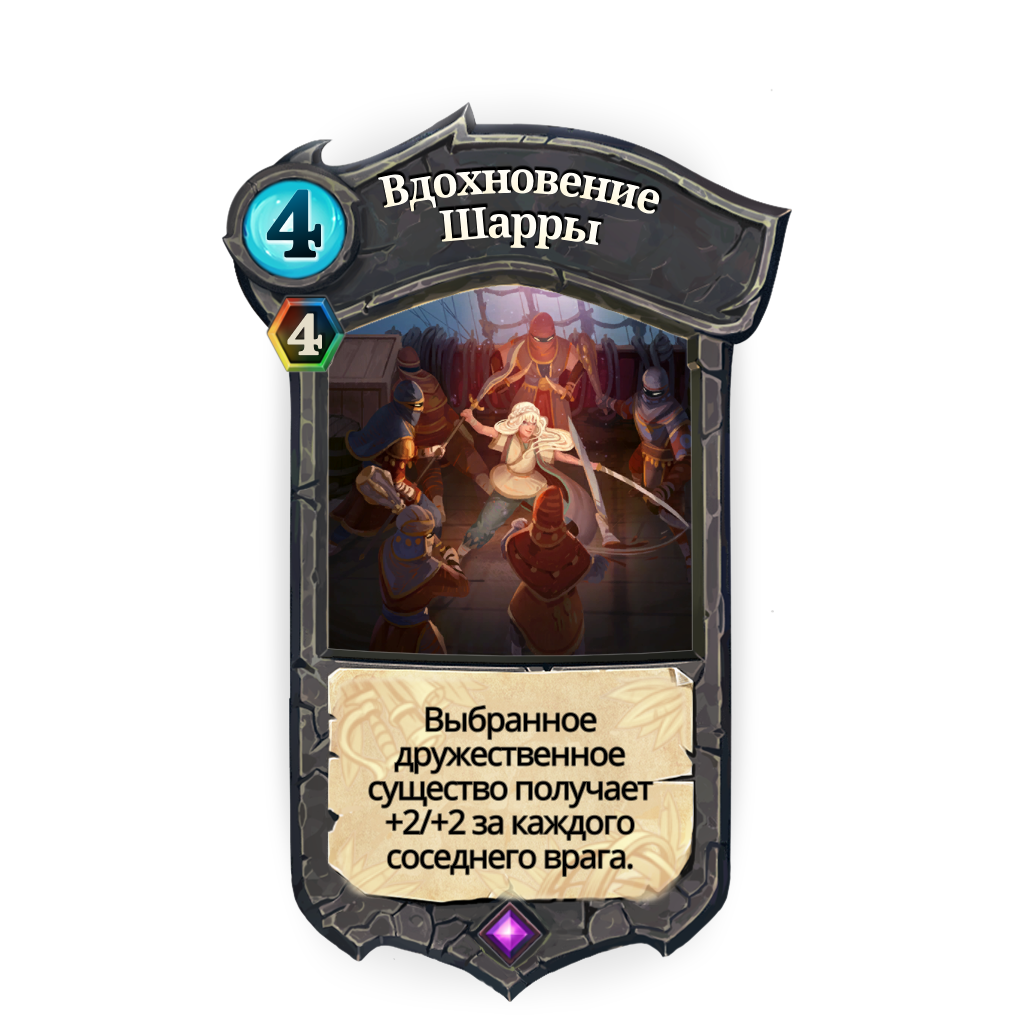 4
Вдохновение
Шарры
4
Выбранное
дружественное
существо получает
+2/+2 за каждого
соседнего врага.